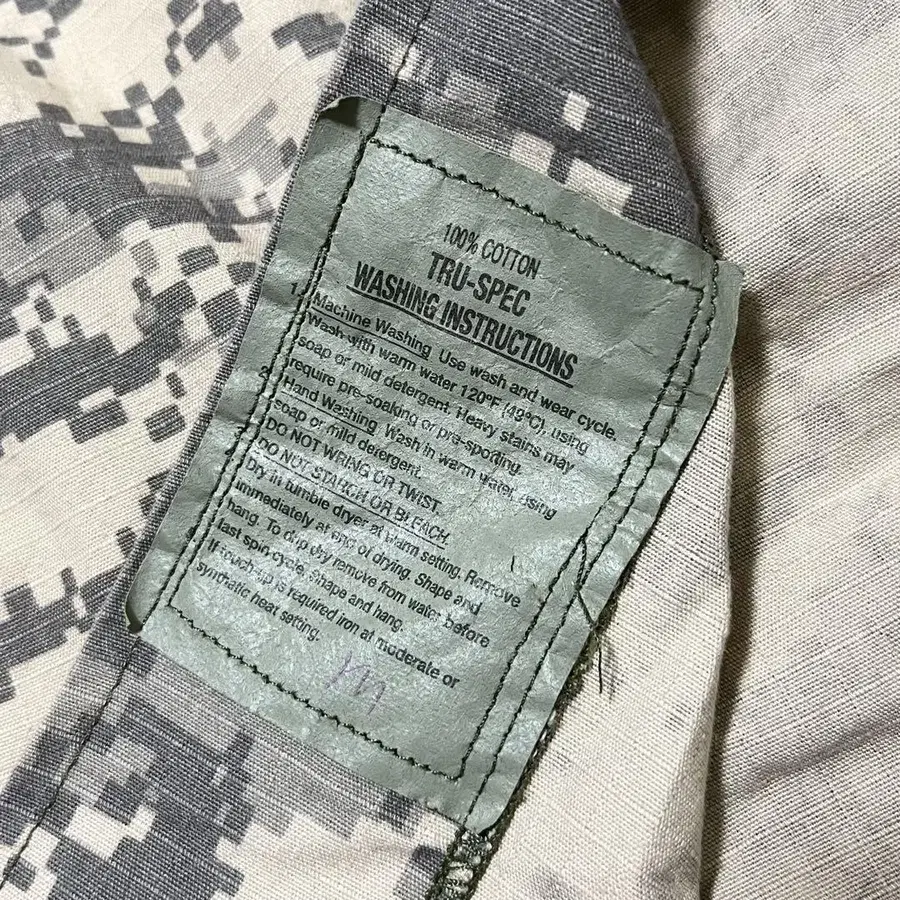 100% COTTON
TRU-SPEC
WASHING INSTRUCTIONS
1. Machine Washing Use wash and wear cycle.
Wash with warm water 120°F (49°C), using
soap or mild detergent. Heavy stains may
require pre-soaking or pre-spotting.
2. Hand Washing Wash in warm water using
soap or mild detergent.
DO NOT WRING OR TWIST.
DO NOT STARCH OR BLEACH
Dry in tumble dryer at warm setting. Remove
immediately at end of drying. Shape and
hang. To drip dry remove from water before
last spin cycle. Shape and hang.
If touch-up is required iron at moderate or
synthetic heat setting.